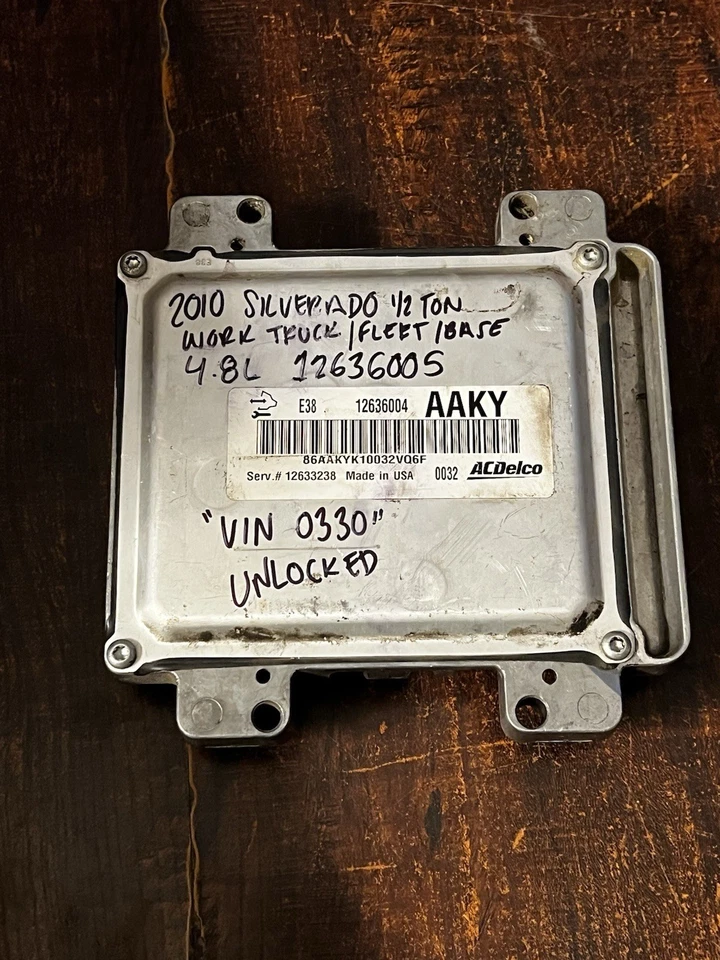 2010 SILVERADO 1/2 TON
WORK TRUCK/FLEET/BASE
4.8L 12636005
E38 12636004 AAKY
86AAKYK10032VQ6F
Serv.# 12633238 Made in USA 0032 ACDelco
"VIN 0330"
UNLOCKED